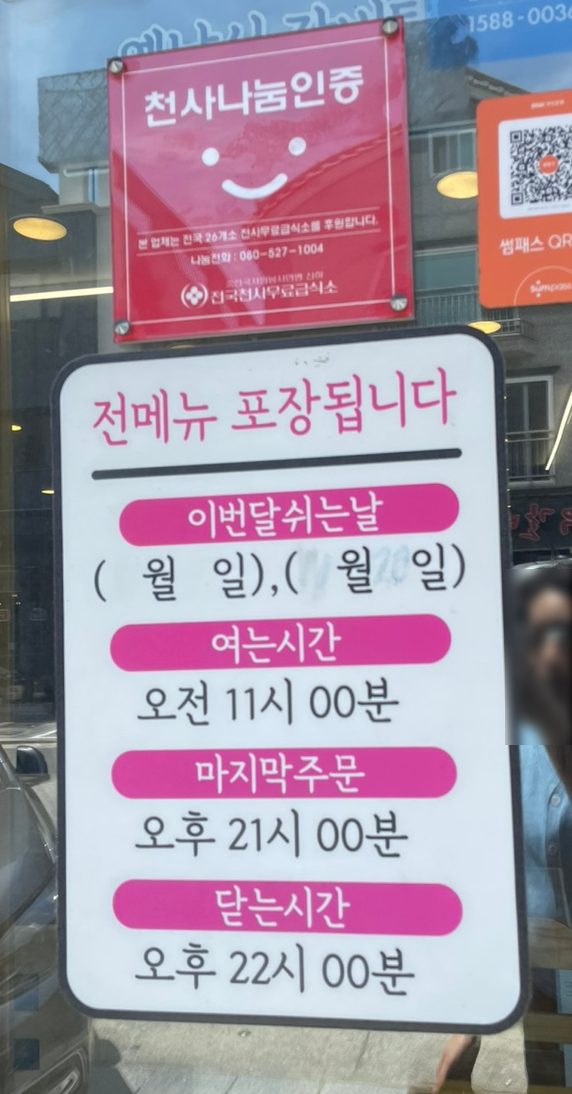 1588-003
천사나눔인증
본 업체는 전국 26개소 천사무료급식소를 후원합니다.
나눔전화 : 080-527-1004
전국천사무료급식소
썸패스 QR
Sumpass
전메뉴 포장됩니다
이번달쉬는날
( 월 일),( 월 일)
여는시간
오전 11시 00분
마지막주문
오후 21시 00분
닫는시간
오후 22시 00분